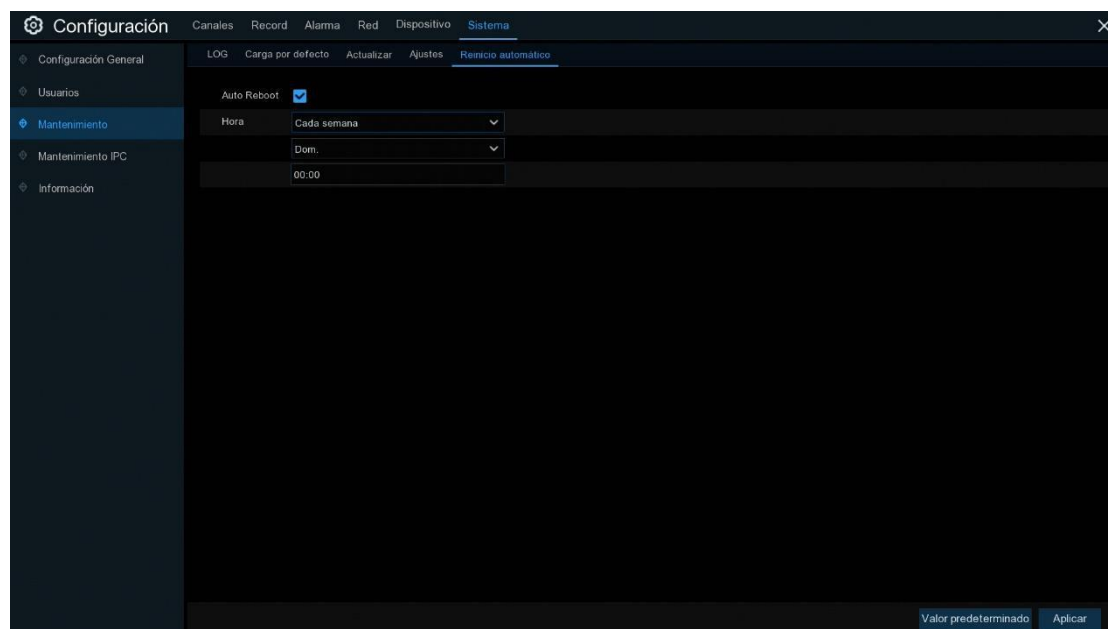 Configuración Canales Record Alarma Red Dispositivo Sistema
Configuración General
Usuarios
Mantenimiento
Mantenimiento IPC
Información
LOG Carga por defecto Actualizar Ajustes Reinicio automático
Auto Reboot
Hora Cada semana
Dom.
00:00
Valor predeterminado Aplicar